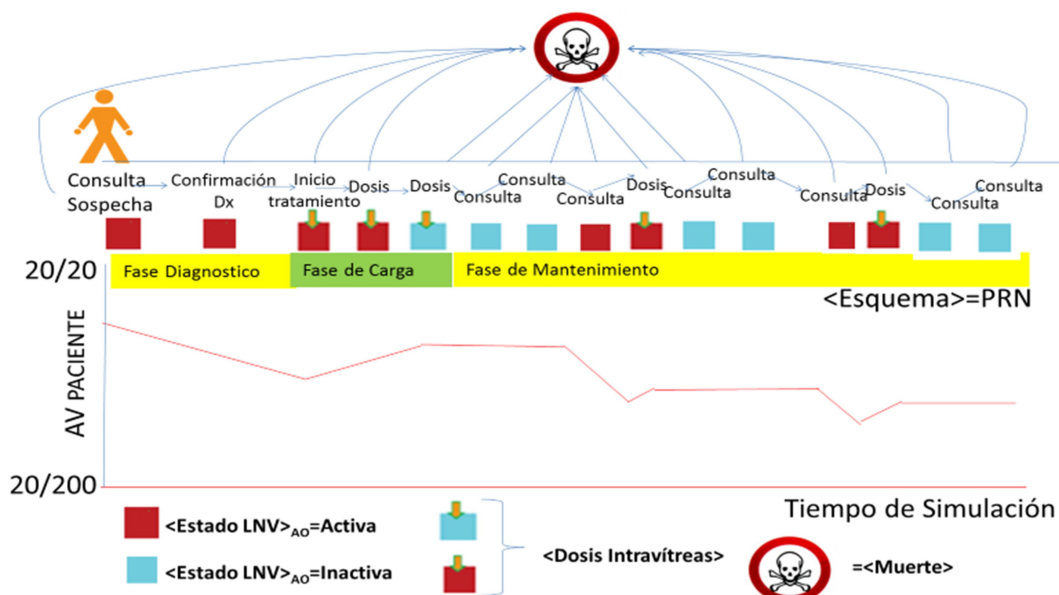 Consulta
Sospecha
Confirmación
Dx
Inicio
tratamiento
Dosis
Dosis
Consulta
Consulta
Consulta
Dosis
Consulta
Consulta
Consulta
Dosis
Consulta
Consulta
20/20
Fase Diagnostico
Fase de Carga
Fase de Mantenimiento
<Esquema>=PRN
AV PACIENTE
20/200
Tiempo de Simulación
<Estado LNV>AO=Activa
<Estado LNV>AO=Inactiva
<Dosis Intravítreas>
=<Muerte>